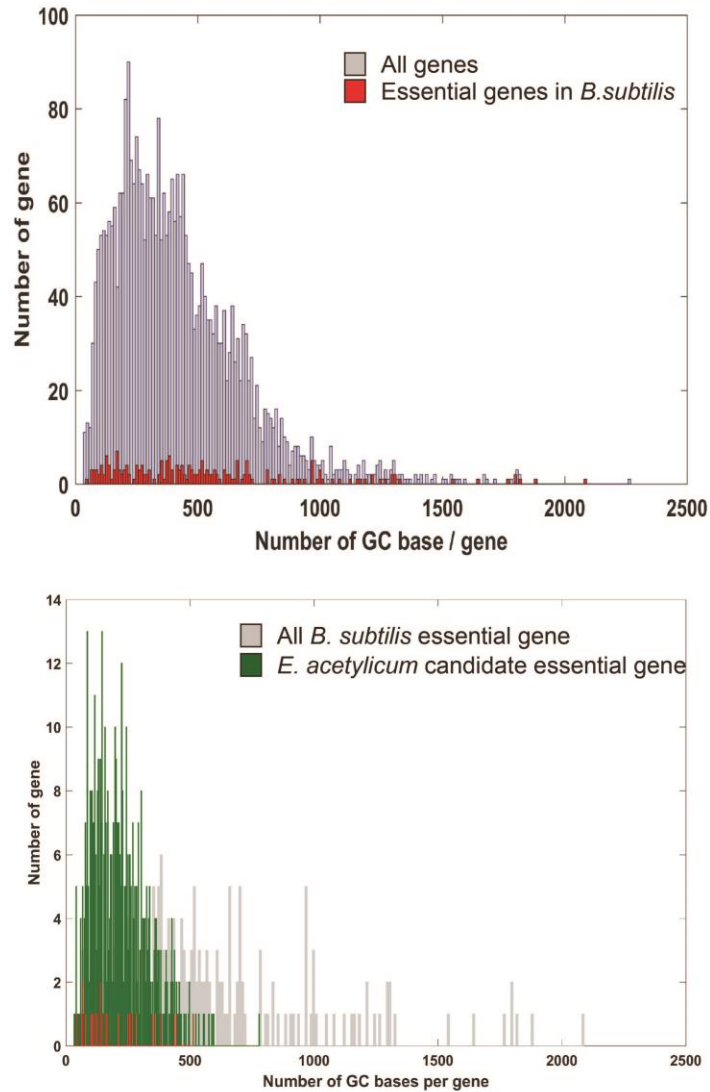 100
80
60
40
20
0
Number of gene
All genes
Essential genes in B.subtilis
0 500 1000 1500 2000 2500
Number of GC base / gene
14
12
10
8
6
4
2
0
Number of gene
All B. subtilis essential gene
E. acetylicum candidate essential gene
0 500 1000 1500 2000 2500
Number of GC bases per gene